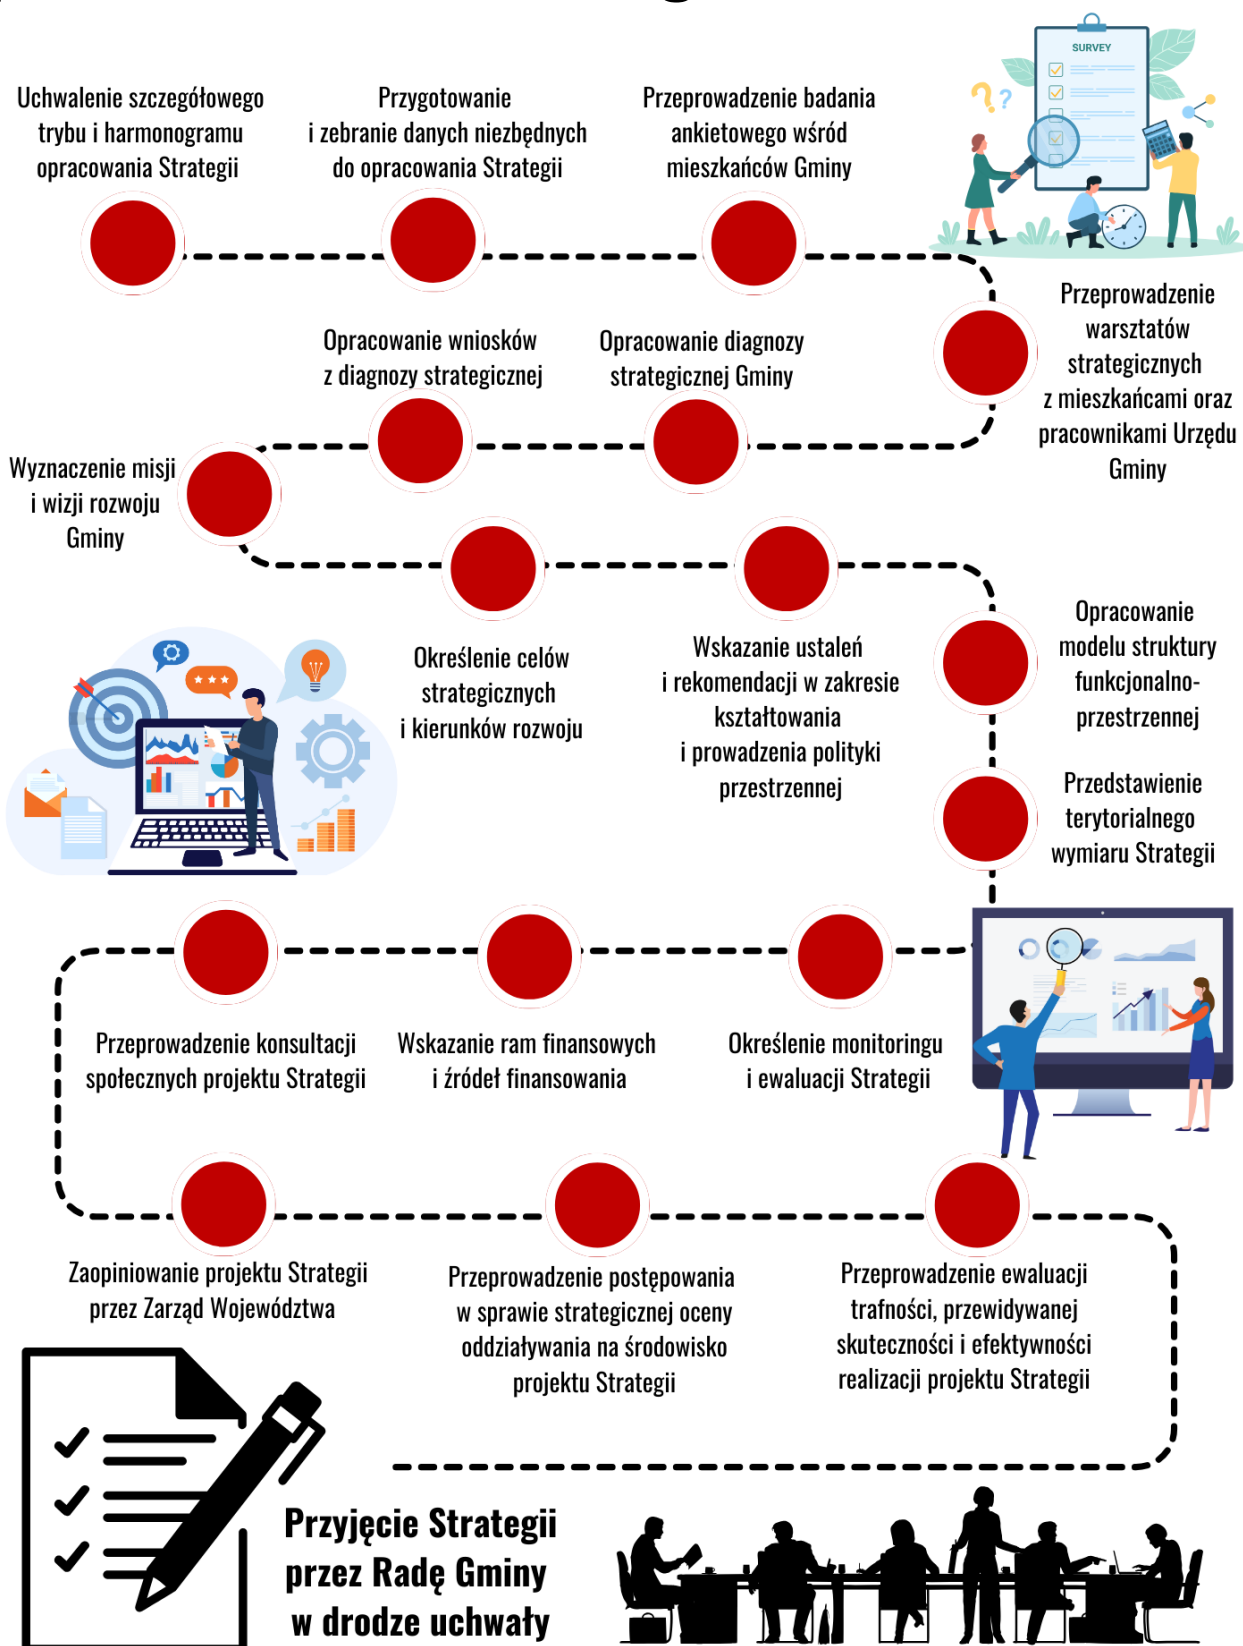 Uchwalenie szczegółowego
trybu i harmonogramu
opracowania Strategii
Przygotowanie
i zebranie danych niezbędnych
do opracowania Strategii
Przeprowadzenie badania
ankietowego wśród
mieszkańców Gminy
SURVEY
Przeprowadzenie
warsztatów
strategicznych
z mieszkańcami oraz
pracownikami Urzędu
Gminy
Opracowanie diagnozy
strategicznej Gminy
Opracowanie wniosków
z diagnozy strategicznej
Wyznaczenie misji
i wizji rozwoju
Gminy
Określenie celów
strategicznych
i kierunków rozwoju
Wskazanie ustaleń
i rekomendacji w zakresie
kształtowania
i prowadzenia polityki
przestrzennej
Opracowanie
modelu struktury
funkcjonalno-
przestrzennej
Przedstawienie
terytorialnego
wymiaru Strategii
Określenie monitoringu
i ewaluacji Strategii
Wskazanie ram finansowych
i źródeł finansowania
Przeprowadzenie konsultacji
społecznych projektu Strategii
Zaopiniowanie projektu Strategii
przez Zarząd Województwa
Przeprowadzenie postępowania
w sprawie strategicznej oceny
oddziaływania na środowisko
projektu Strategii
Przeprowadzenie ewaluacji
trafności, przewidywanej
skuteczności i efektywności
realizacji projektu Strategii
Przyjęcie Strategii
przez Radę Gminy
w drodze uchwały